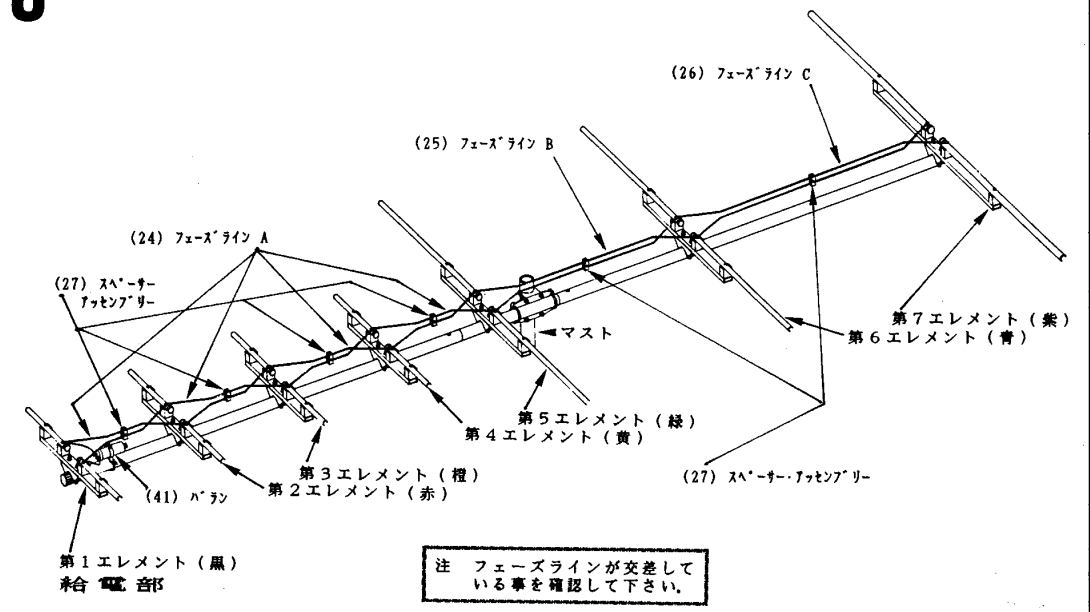 (26) フェーズライン C
(25) フェーズライン B
(24) フェーズライン A
(27) スペーサー
アッセンブリー
マスト
第7エレメント(紫)
第6エレメント(青)
第5エレメント(緑)
第4エレメント(黄)
(27) スペーサー・アッセンブリー
第3エレメント(橙)
第2エレメント(赤)
(41) バラン
第1エレメント(黒)
給電部
注 フェーズラインが交差して
いる事を確認して下さい.